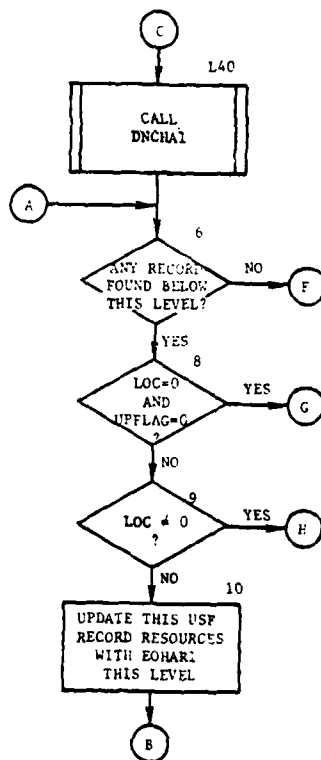 C
L40
CALL
DNCHA1
A
6
ANY RECORD
FOUND BELOW
THIS LEVEL?
NO
F
YES
8
LOC=0
AND
UPFLAG=0
?
YES
G
NO
9
LOC ≠ 0
?
YES
H
NO
10
UPDATE THIS USF
RECORD RESOURCES
WITH EOHARI
THIS LEVEL
B